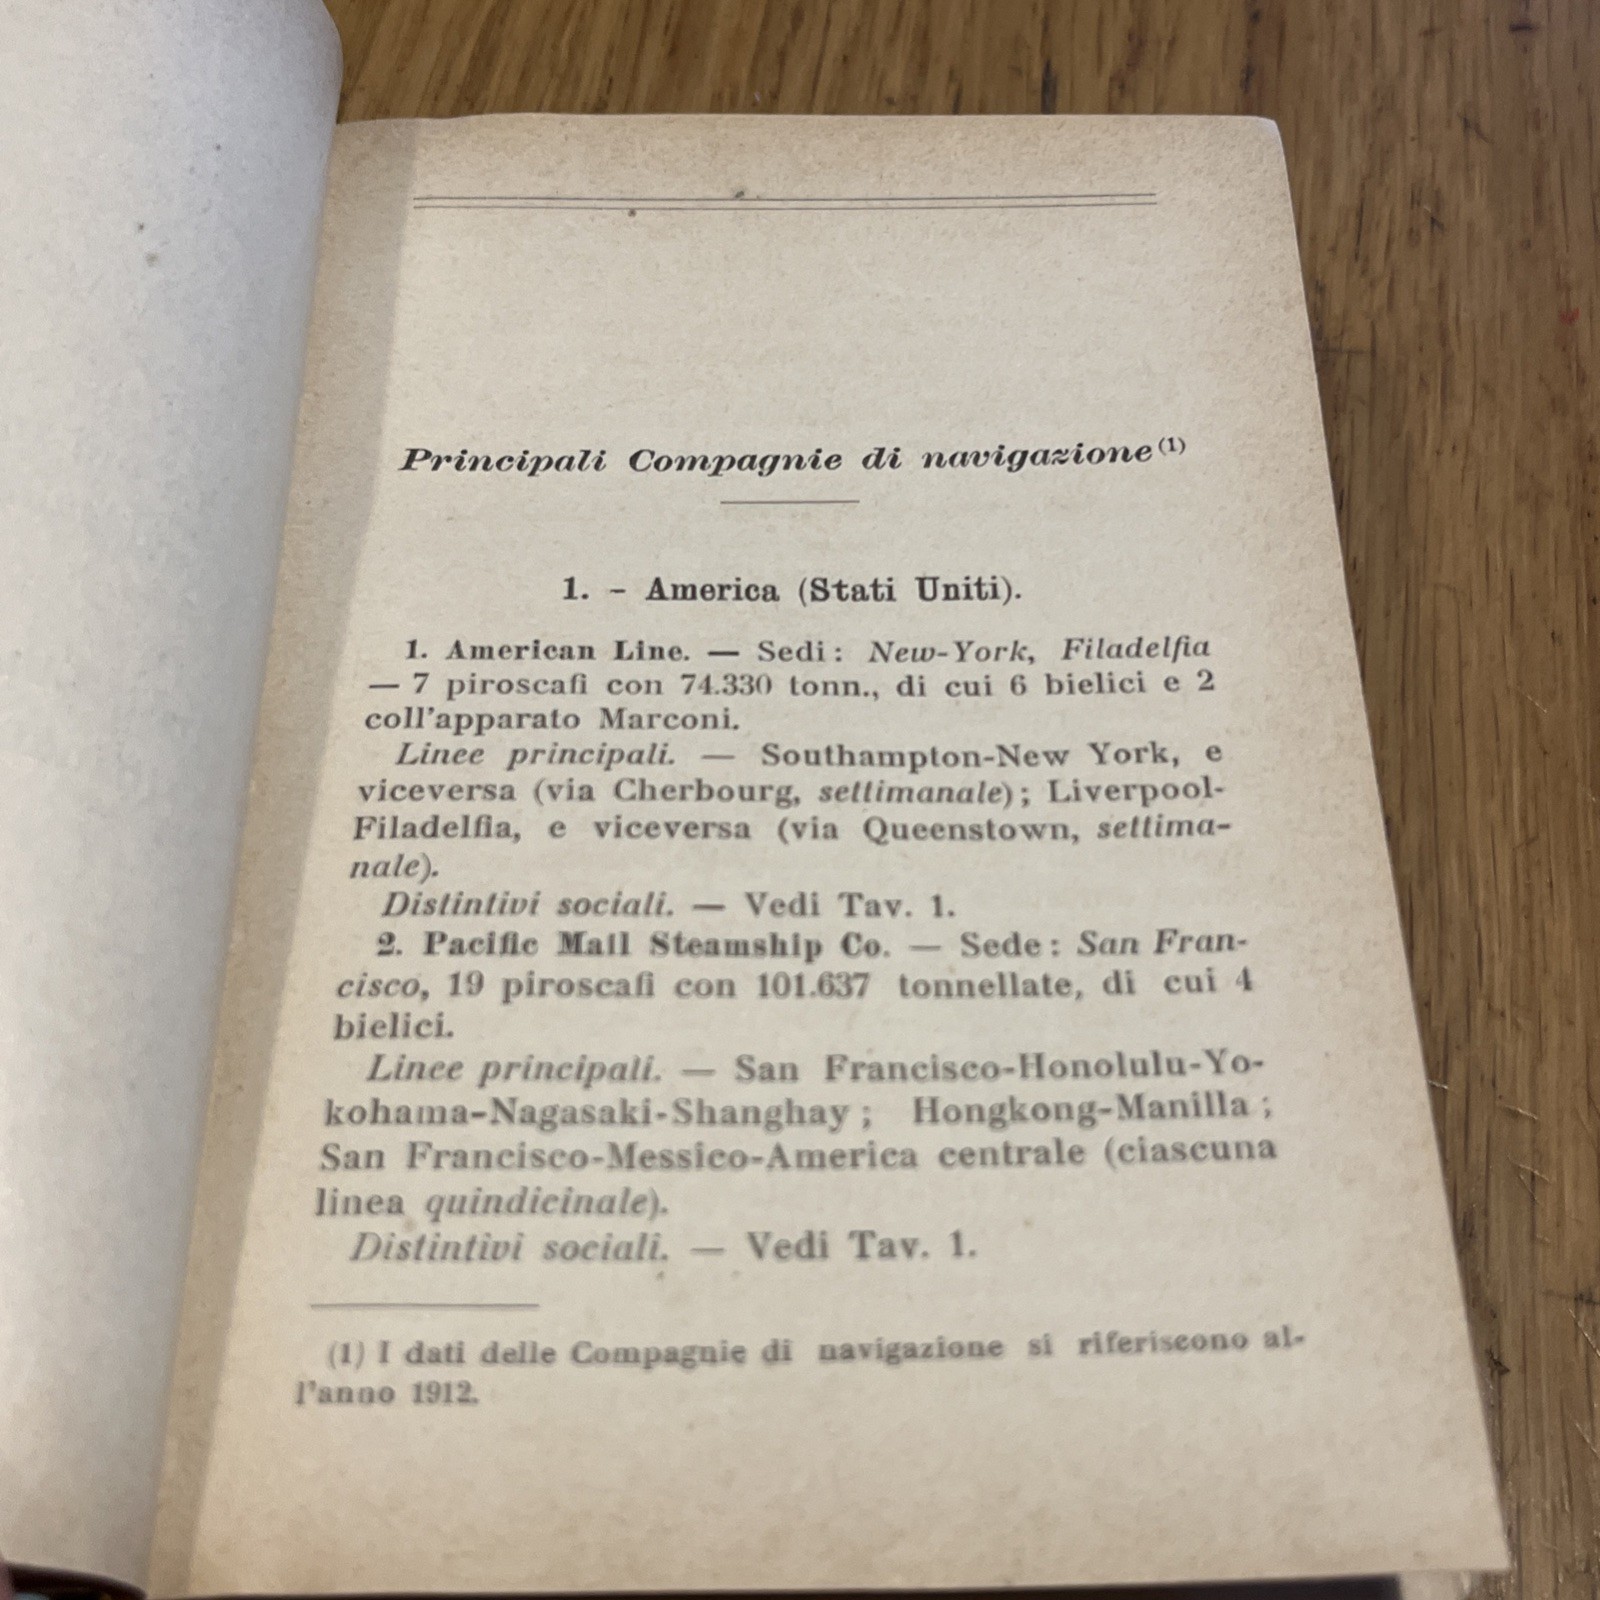 Principali Compagnie di navigazione(1)
1. – America (Stati Uniti).
1. American Line. — Sedi: New-York, Filadelfia
— 7 piroscafi con 74.330 tonn., di cui 6 bielici e 2
coll'apparato Marconi.
Linee principali. — Southampton-New York, e
viceversa (via Cherbourg, settimanale); Liverpool-
Filadelfia, e viceversa (via Queenstown, settima-
nale).
Distintivi sociali. — Vedi Tav. 1.
2. Pacific Mail Steamship Co. — Sede: San Fran-
cisco, 19 piroscafi con 101.637 tonnellate, di cui 4
bielici.
Linee principali. — San Francisco-Honolulu-Yo-
kohama-Nagasaki-Shanghay; Hongkong-Manilla;
San Francisco-Messico-America centrale (ciascuna
linea quindicinale).
Distintivi sociali. — Vedi Tav. 1.
(1) I dati delle Compagnie di navigazione si riferiscono al-
l'anno 1912.